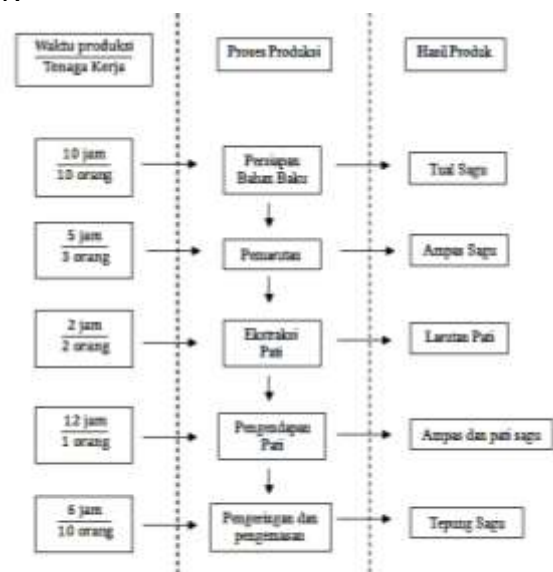 Waktu produksi
Tenaga Kerja
Proses Produksi
Hasil Produk
10 jam
10 orang
Persiapan
Bahan Baku
Tual Sagu
5 jam
3 orang
Pemarutan
Ampas Sagu
2 jam
2 orang
Ekstraksi
Pati
Larutan Pati
12 jam
1 orang
Pengendapan
Pati
Ampas dan pati sagu
6 jam
10 orang
Pengeringan dan
pengemasan
Tepung Sagu